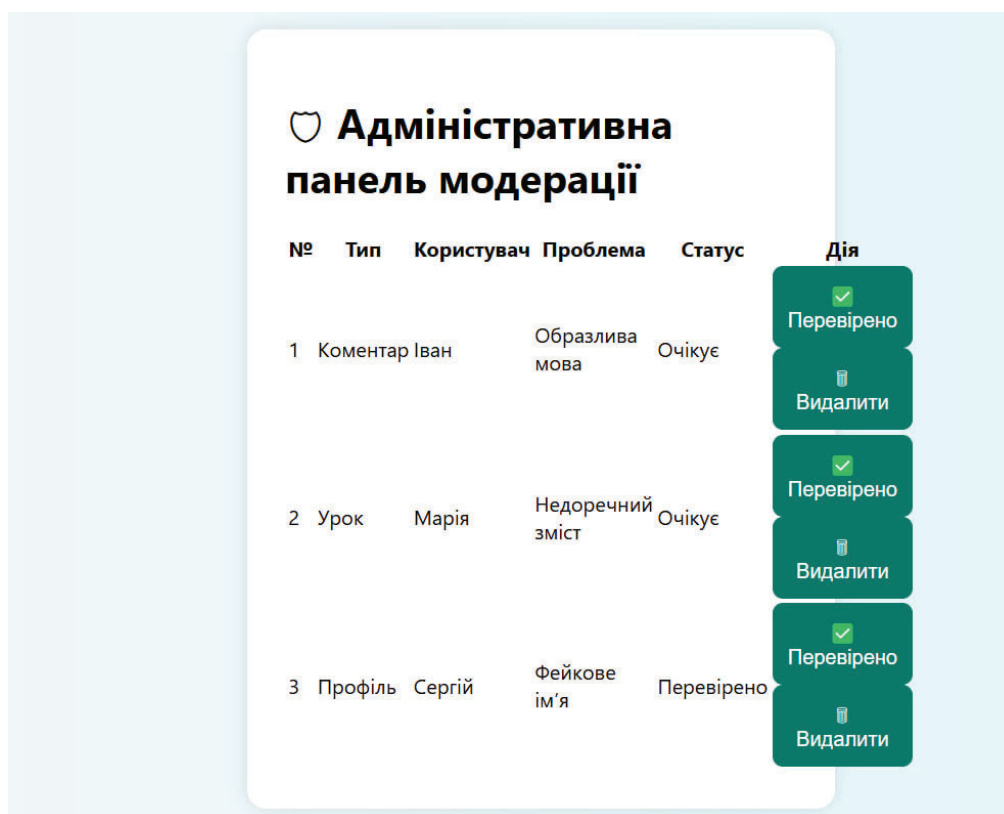 🛡 Адміністративна
панель модерації
№ Тип Користувач Проблема Статус Дія
1 Коментар Іван Образлива мова Очікує
✅ Перевірено
🗑 Видалити
2 Урок Марія Недоречний зміст Очікує
✅ Перевірено
🗑 Видалити
3 Профіль Сергій Фейкове ім’я Перевірено
✅ Перевірено
🗑 Видалити